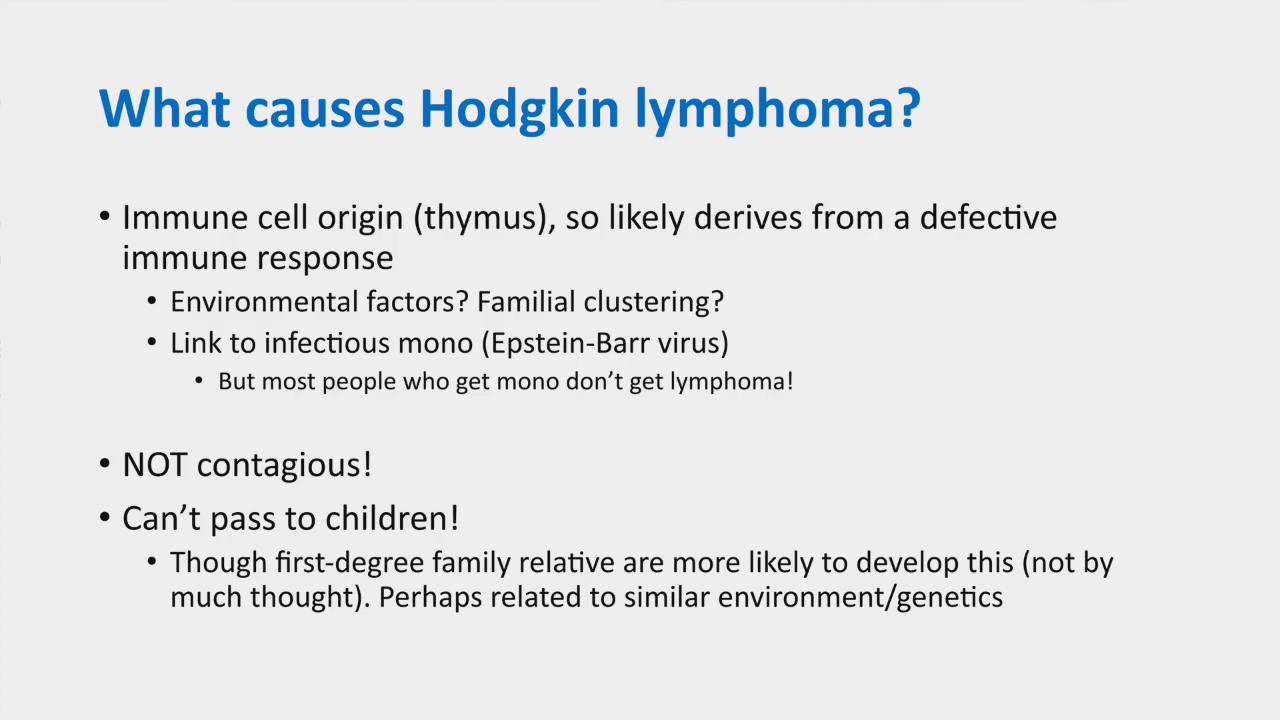 What causes Hodgkin lymphoma?
• Immune cell origin (thymus), so likely derives from a defective
immune response
• Environmental factors? Familial clustering?
• Link to infectious mono (Epstein-Barr virus)
• But most people who get mono don’t get lymphoma!
• NOT contagious!
• Can’t pass to children!
• Though first-degree family relative are more likely to develop this (not by
much thought). Perhaps related to similar environment/genetics